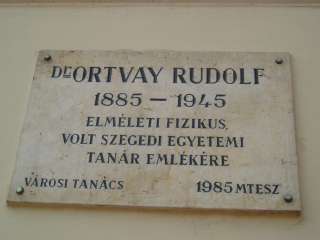 Dr ORTVAY RUDOLF
1885 - 1945
ELMÉLETI FIZIKUS,
VOLT SZEGEDI EGYETEMI
TANÁR EMLÉKÉRE
VÁROSI TANÁCS 1985 MTESZ